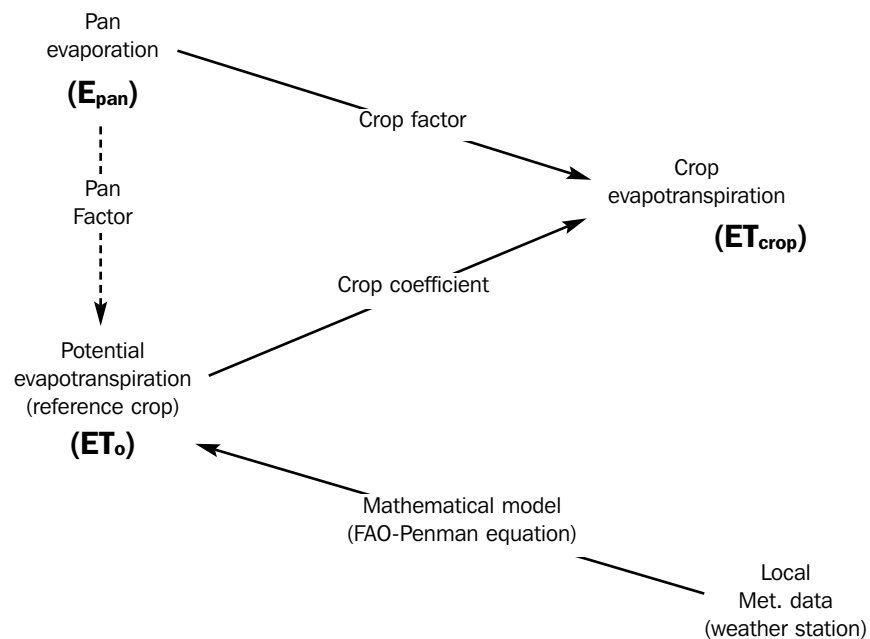 Pan
evaporation
(Epan)
Crop factor
Crop
evapotranspiration
(ETcrop)
Pan
Factor
Crop coefficient
Potential
evapotranspiration
(reference crop)
(ETo)
Mathematical model
(FAO-Penman equation)
Local
Met. data
(weather station)